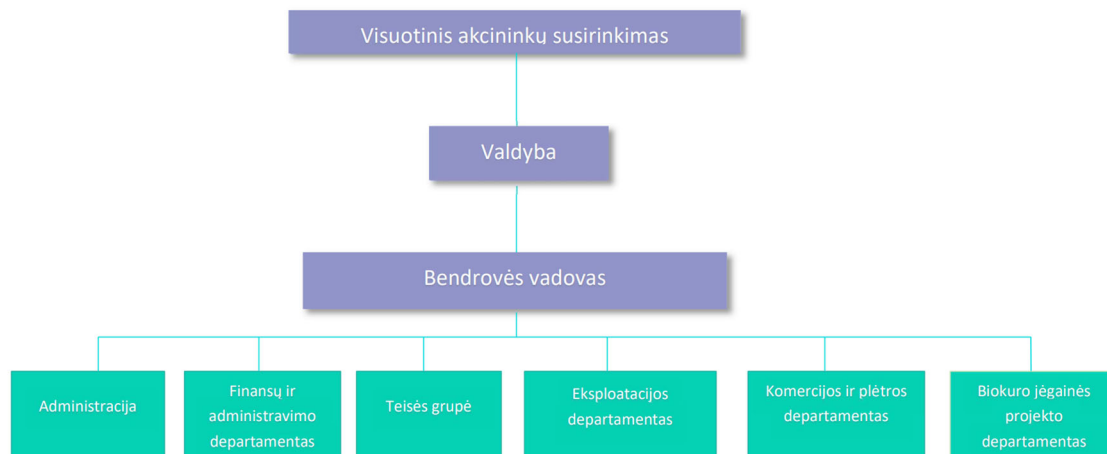 Visuotinis akcininkų susirinkimas
Valdyba
Bendrovės vadovas
Administracija
Finansų ir
administravimo
departamentas
Teisės grupė
Eksploatacijos
departamentas
Komercijos ir plėtros
departamentas
Biokuro jėgainės
projekto
departamentas